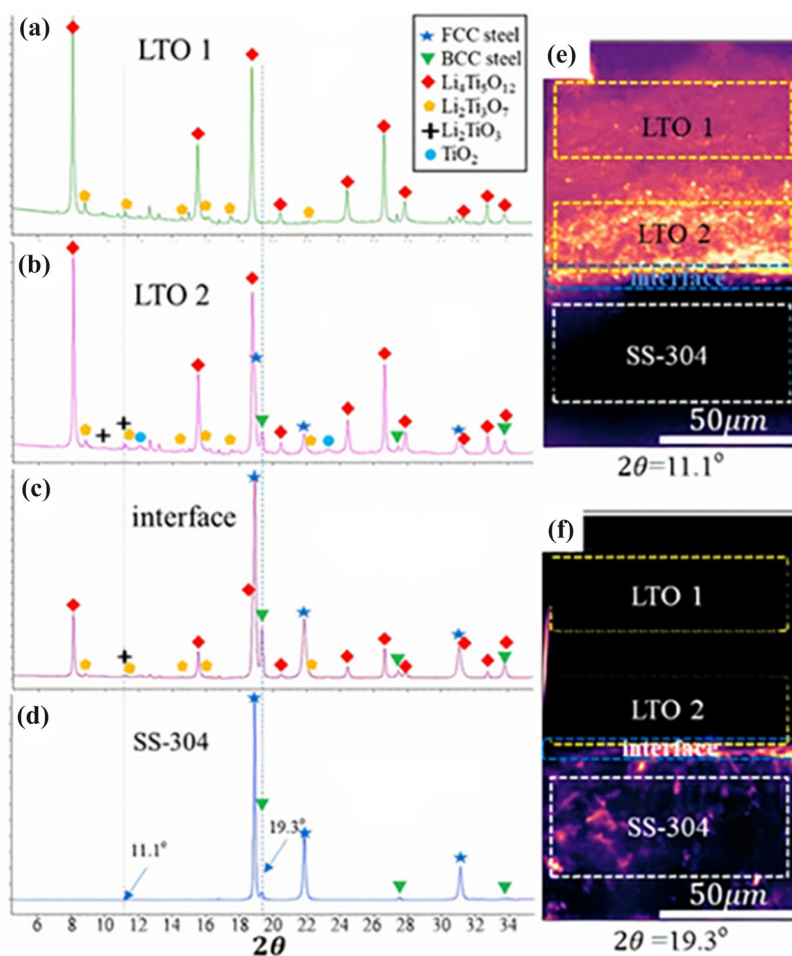 (a)
LTO 1
FCC steel
BCC steel
Li₄Ti₅O₁₂
Li₂Ti₃O₇
Li₂TiO₃
TiO₂
(b)
LTO 2
(c)
interface
(d)
SS-304
11.1°
19.3°
6 8 10 12 14 16 18 20 22 24 26 28 30 32 34
2θ
(e)
LTO 1
LTO 2
interface
SS-304
50μm
2θ=11.1°
(f)
LTO 1
LTO 2
interface
SS-304
50μm
2θ=19.3°